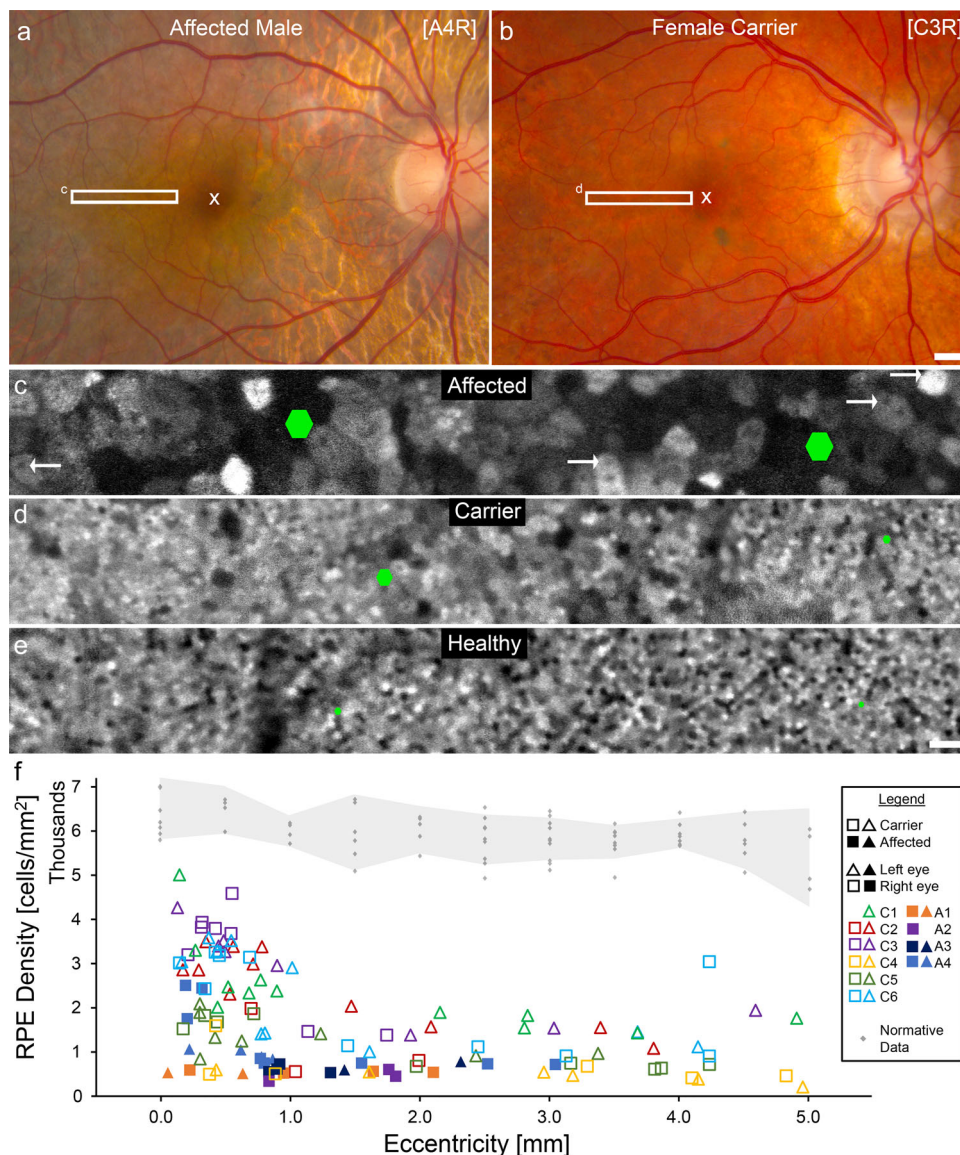 a Affected Male [A4R]
b Female Carrier [C3R]
c x
d x
c Affected
d Carrier
e Healthy
f
RPE Density [cells/mm²]
Thousands
7
6
5
4
3
2
1
0
0.0 1.0 2.0 3.0 4.0 5.0
Eccentricity [mm]
Legend
Carrier
Affected
Left eye
Right eye
C1 A1
C2 A2
C3 A3
C4 A4
C5
C6
Normative
Data